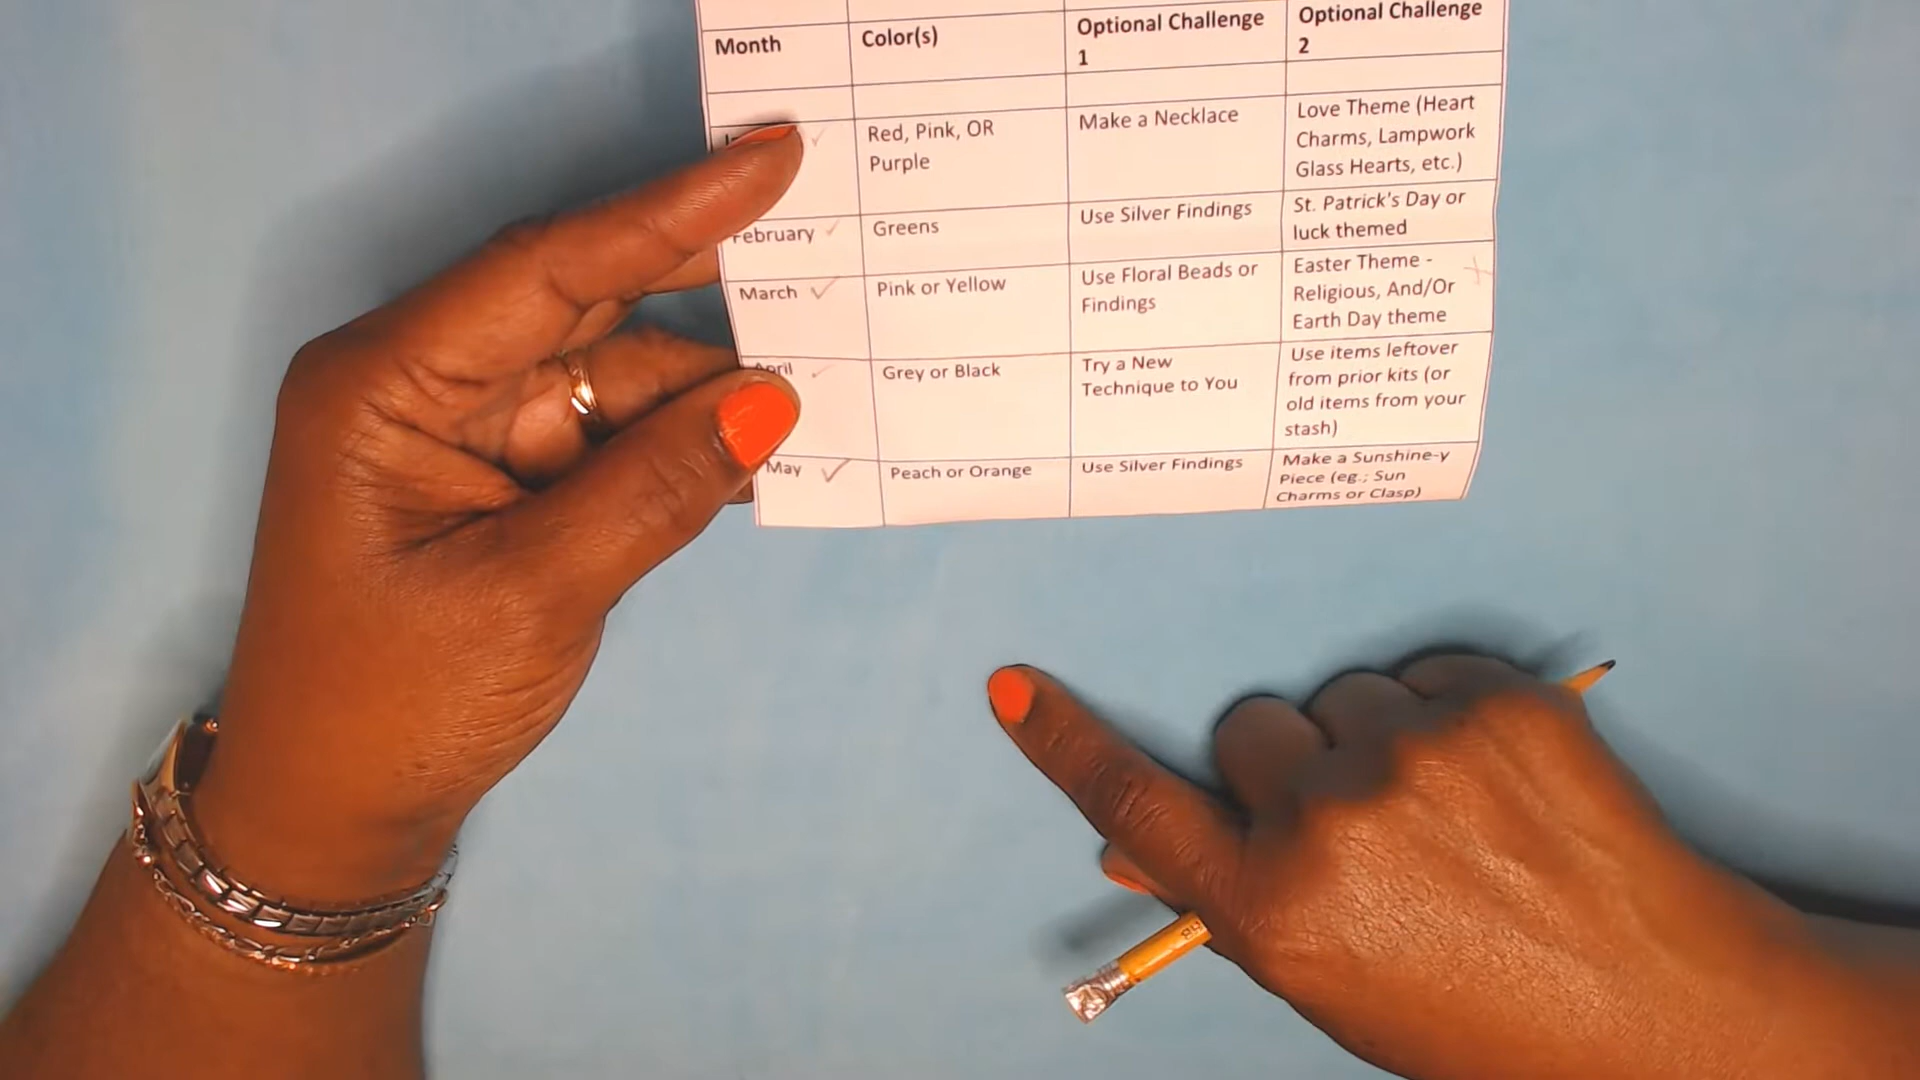 Month
Color(s)
Optional Challenge
1
Optional Challenge
2
Red, Pink, OR
Purple
Make a Necklace
Love Theme (Heart
Charms, Lampwork
Glass Hearts, etc.)
February
Greens
Use Silver Findings
St. Patrick's Day or
luck themed
March
Pink or Yellow
Use Floral Beads or
Findings
Easter Theme -
Religious, And/Or
Earth Day theme
April
Grey or Black
Try a New
Technique to You
Use items leftover
from prior kits (or
old items from your
stash)
May
Peach or Orange
Use Silver Findings
Make a Sunshine-y
Piece (eg.; Sun
Charms or Clasp)
HB